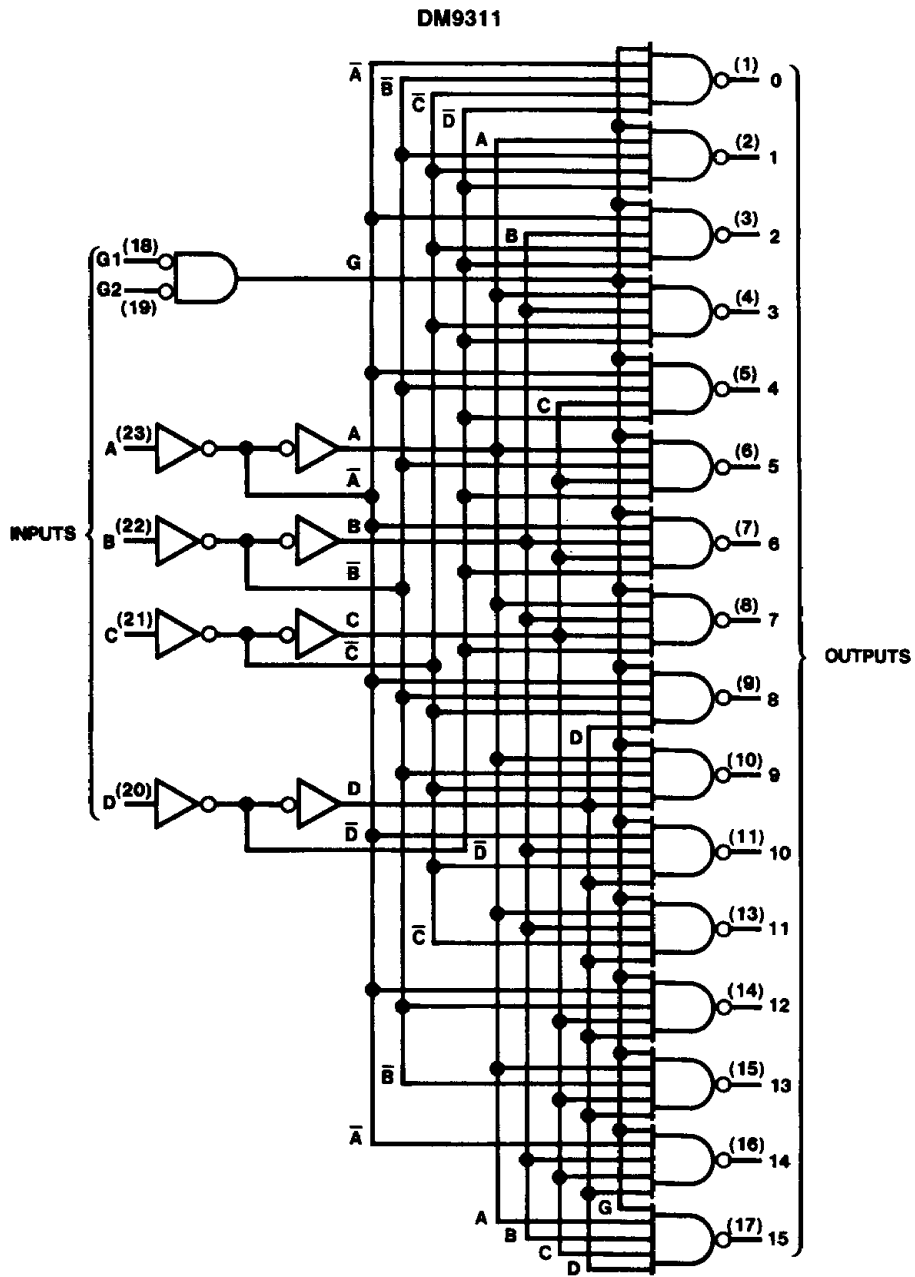 DM9311
A̅
(1)
0
B̅
C̅
D̅
A
(2)
1
(3)
B
2
G1 (18)
G
G2
(19)
(4)
3
(5)
4
C
A (23)
A
(6)
5
A̅
INPUTS
B (22)
B
(7)
6
B̅
C (21)
C
(8)
7
C̅
OUTPUTS
(9)
8
D
D (20)
D
(10)
9
D̅
D̅
(11)
10
(13)
11
C̅
(14)
12
(15)
13
B̅
A̅
(16)
14
G
A
(17)
B
15
C
D